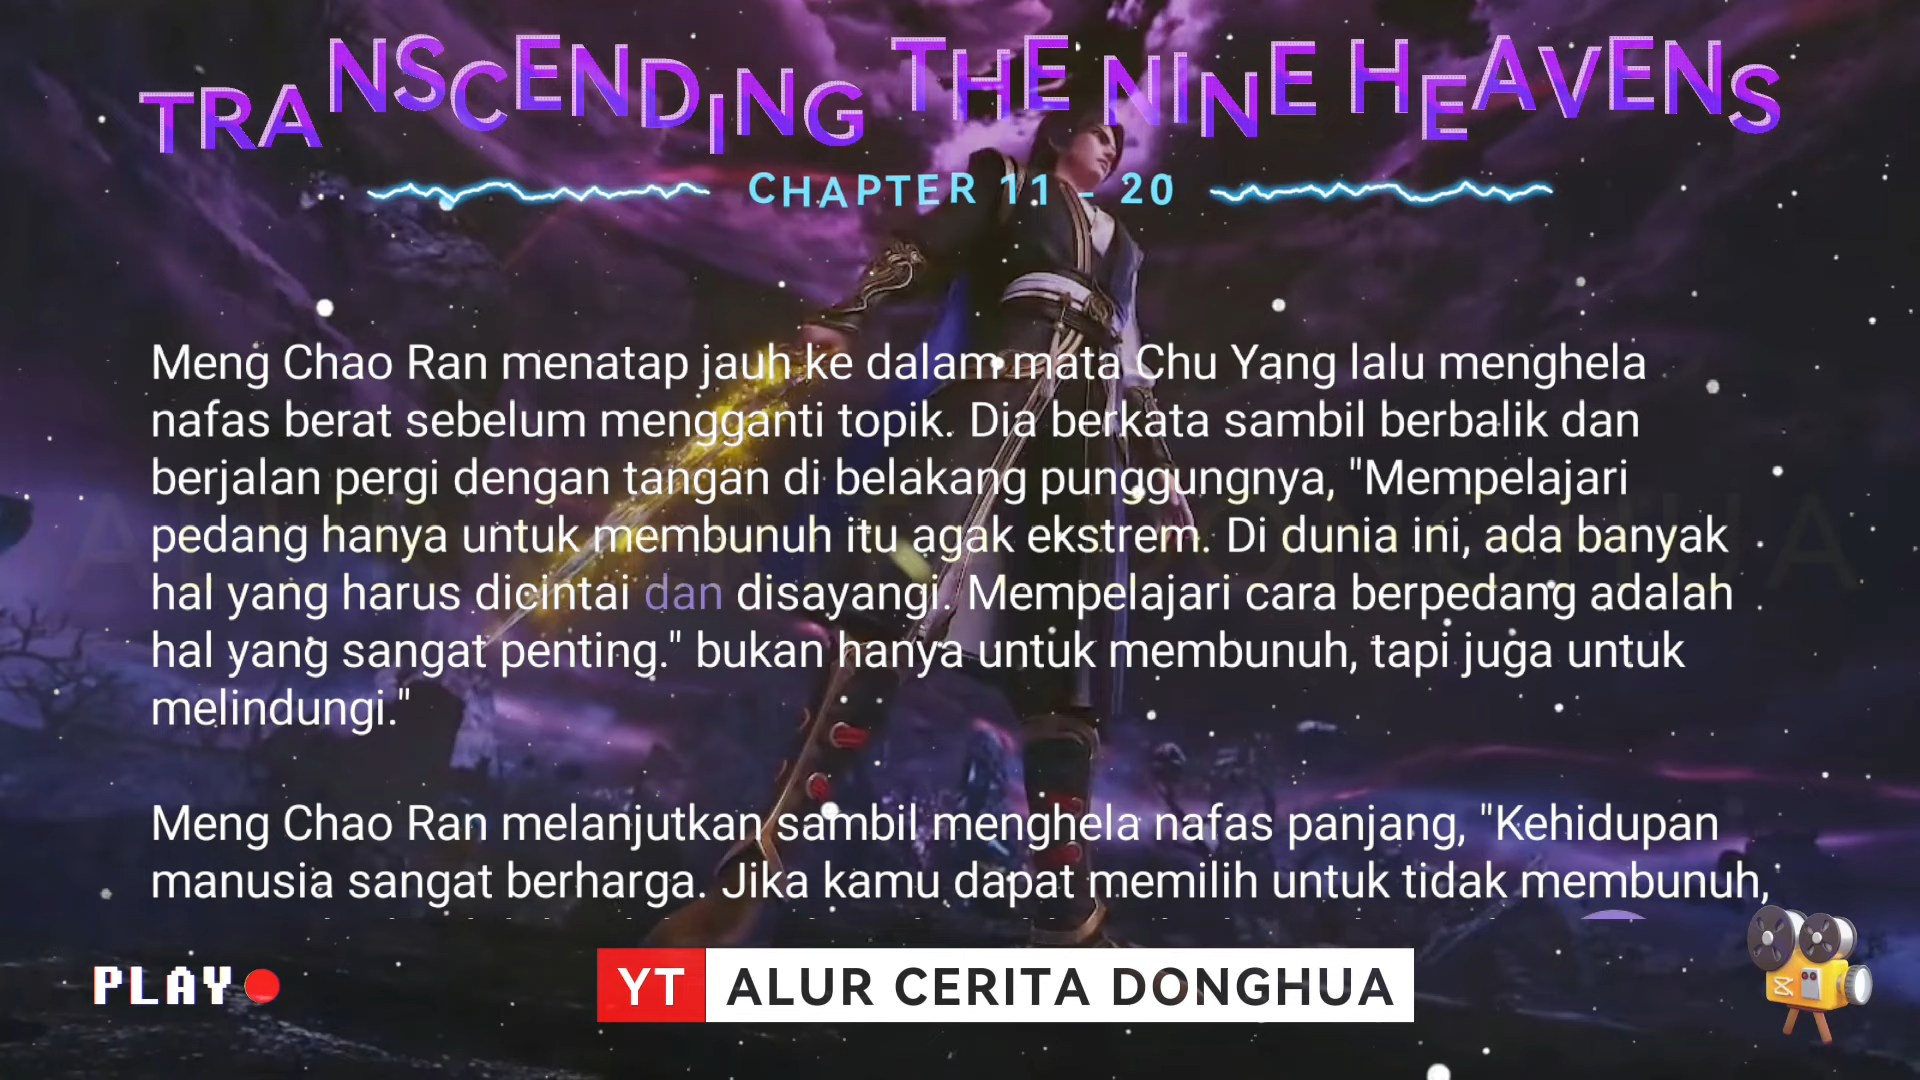 TRANSCENDING THE NINE HEAVENS
CHAPTER 11 - 20
Meng Chao Ran menatap jauh ke dalam mata Chu Yang lalu menghela
nafas berat sebelum mengganti topik. Dia berkata sambil berbalik dan
berjalan pergi dengan tangan di belakang punggungnya, "Mempelajari
pedang hanya untuk membunuh itu agak ekstrem. Di dunia ini, ada banyak
hal yang harus dicintai dan disayangi. Mempelajari cara berpedang adalah
hal yang sangat penting." bukan hanya untuk membunuh, tapi juga untuk
melindungi."
Meng Chao Ran melanjutkan sambil menghela nafas panjang, "Kehidupan
manusia sangat berharga. Jika kamu dapat memilih untuk tidak membunuh,
PLAY
YT ALUR CERITA DONGHUA